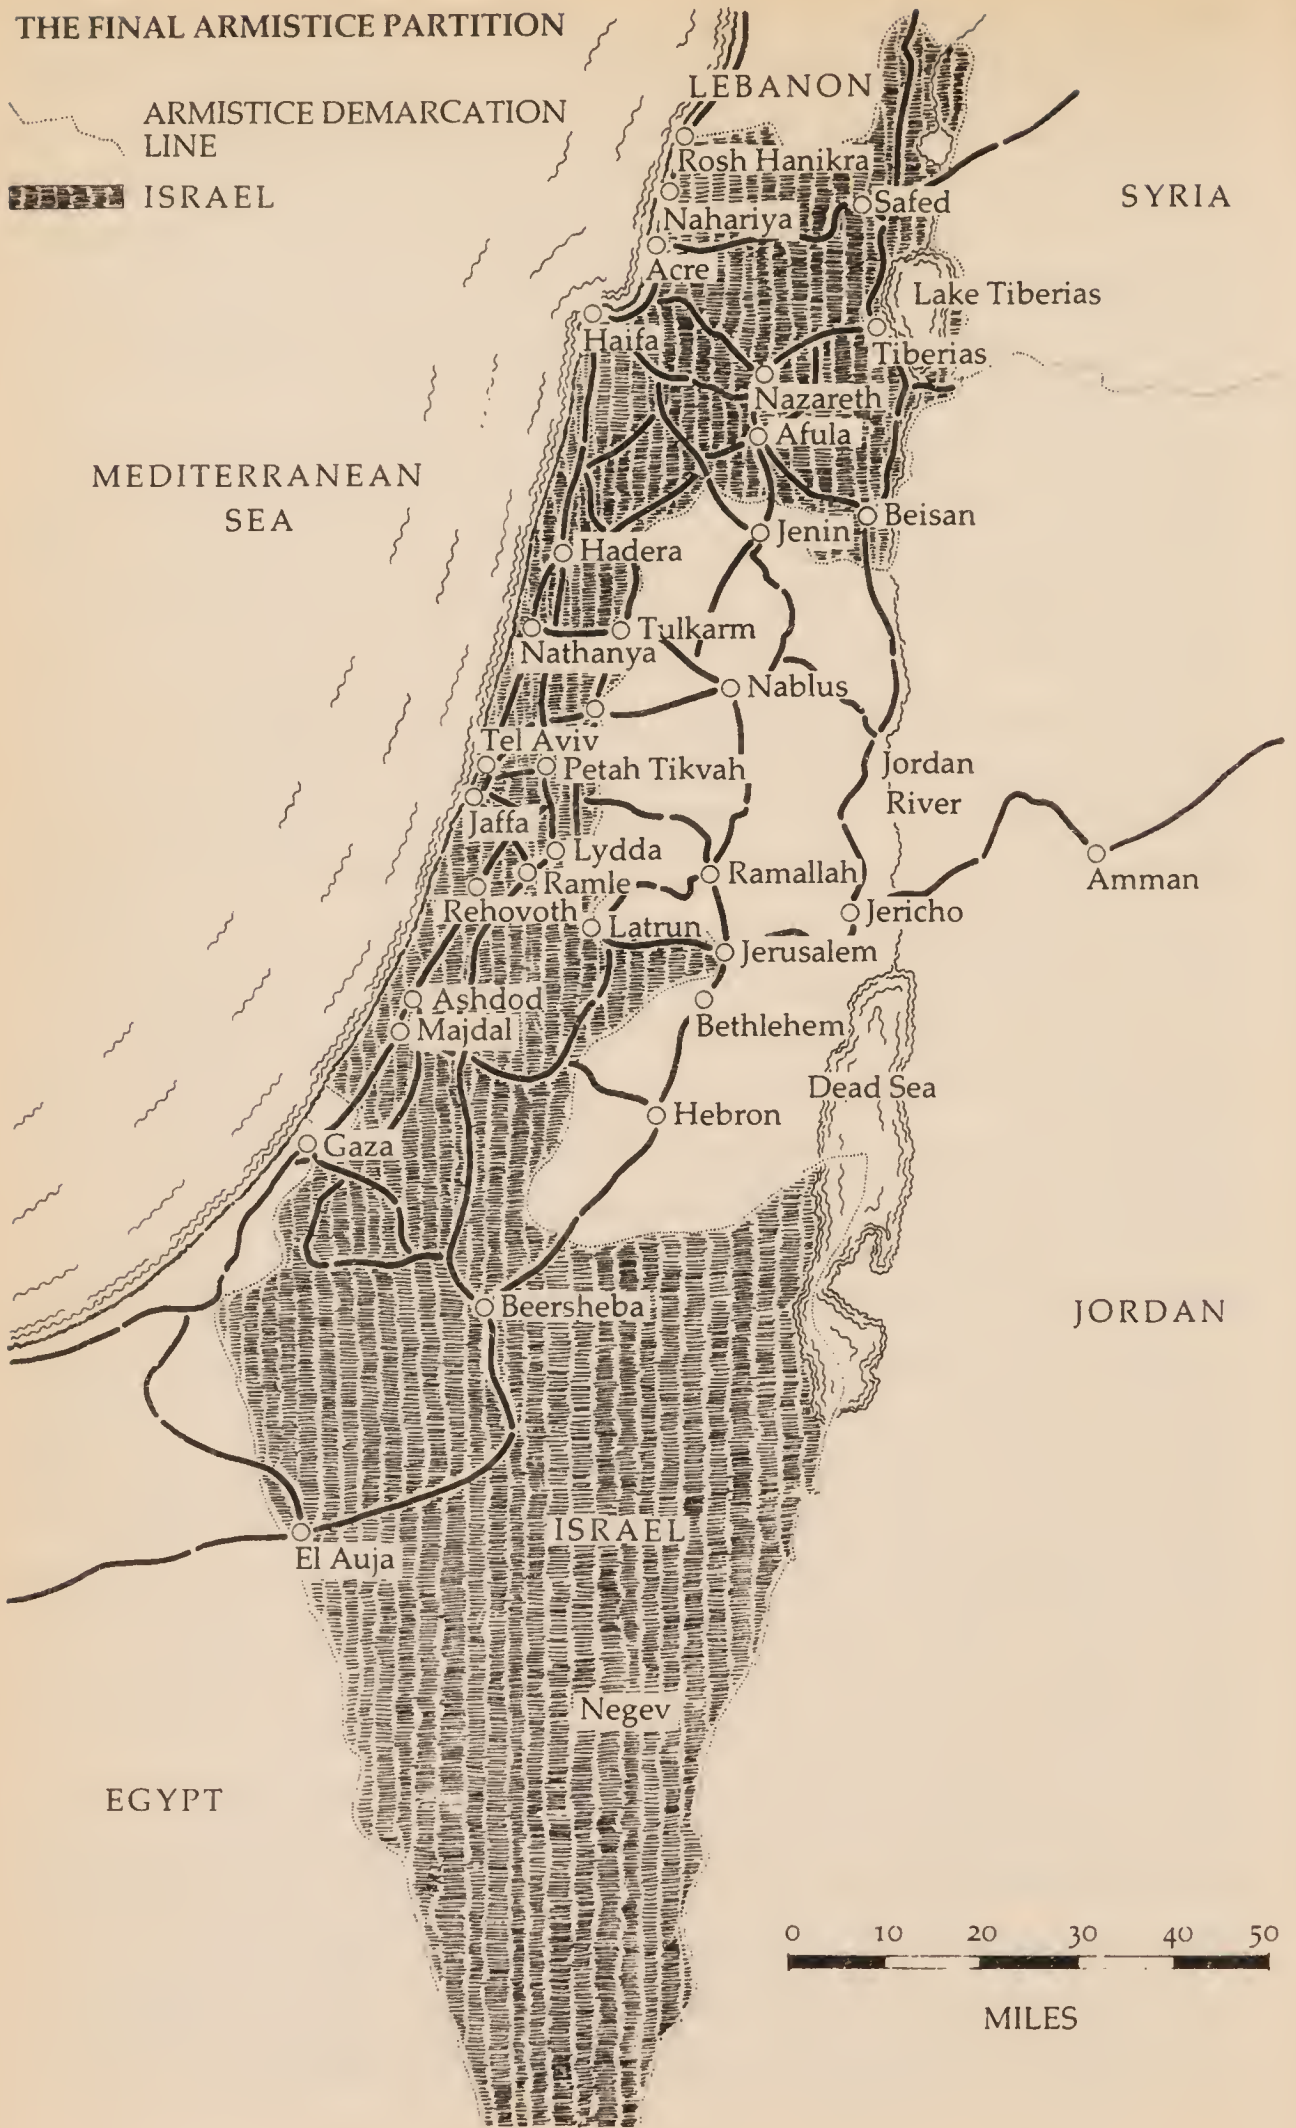 THE FINAL ARMISTICE PARTITION
ARMISTICE DEMARCATION
LINE
ISRAEL
LEBANON
Rosh Hanikra
Nahariya
Safed
SYRIA
Acre
Lake Tiberias
Haifa
Tiberias
Nazareth
Afula
MEDITERRANEAN
SEA
Beisan
Jenin
Hadera
Tulkarm
Nathanya
Nablus
Tel Aviv
Petah Tikvah
Jordan
River
Jaffa
Lydda
Ramle
Ramallah
Amman
Rehovoth
Jericho
Latrun
Jerusalem
Ashdod
Majdal
Bethlehem
Dead Sea
Hebron
Gaza
Beersheba
JORDAN
ISRAEL
El Auja
Negev
EGYPT
0 10 20 30 40 50
MILES